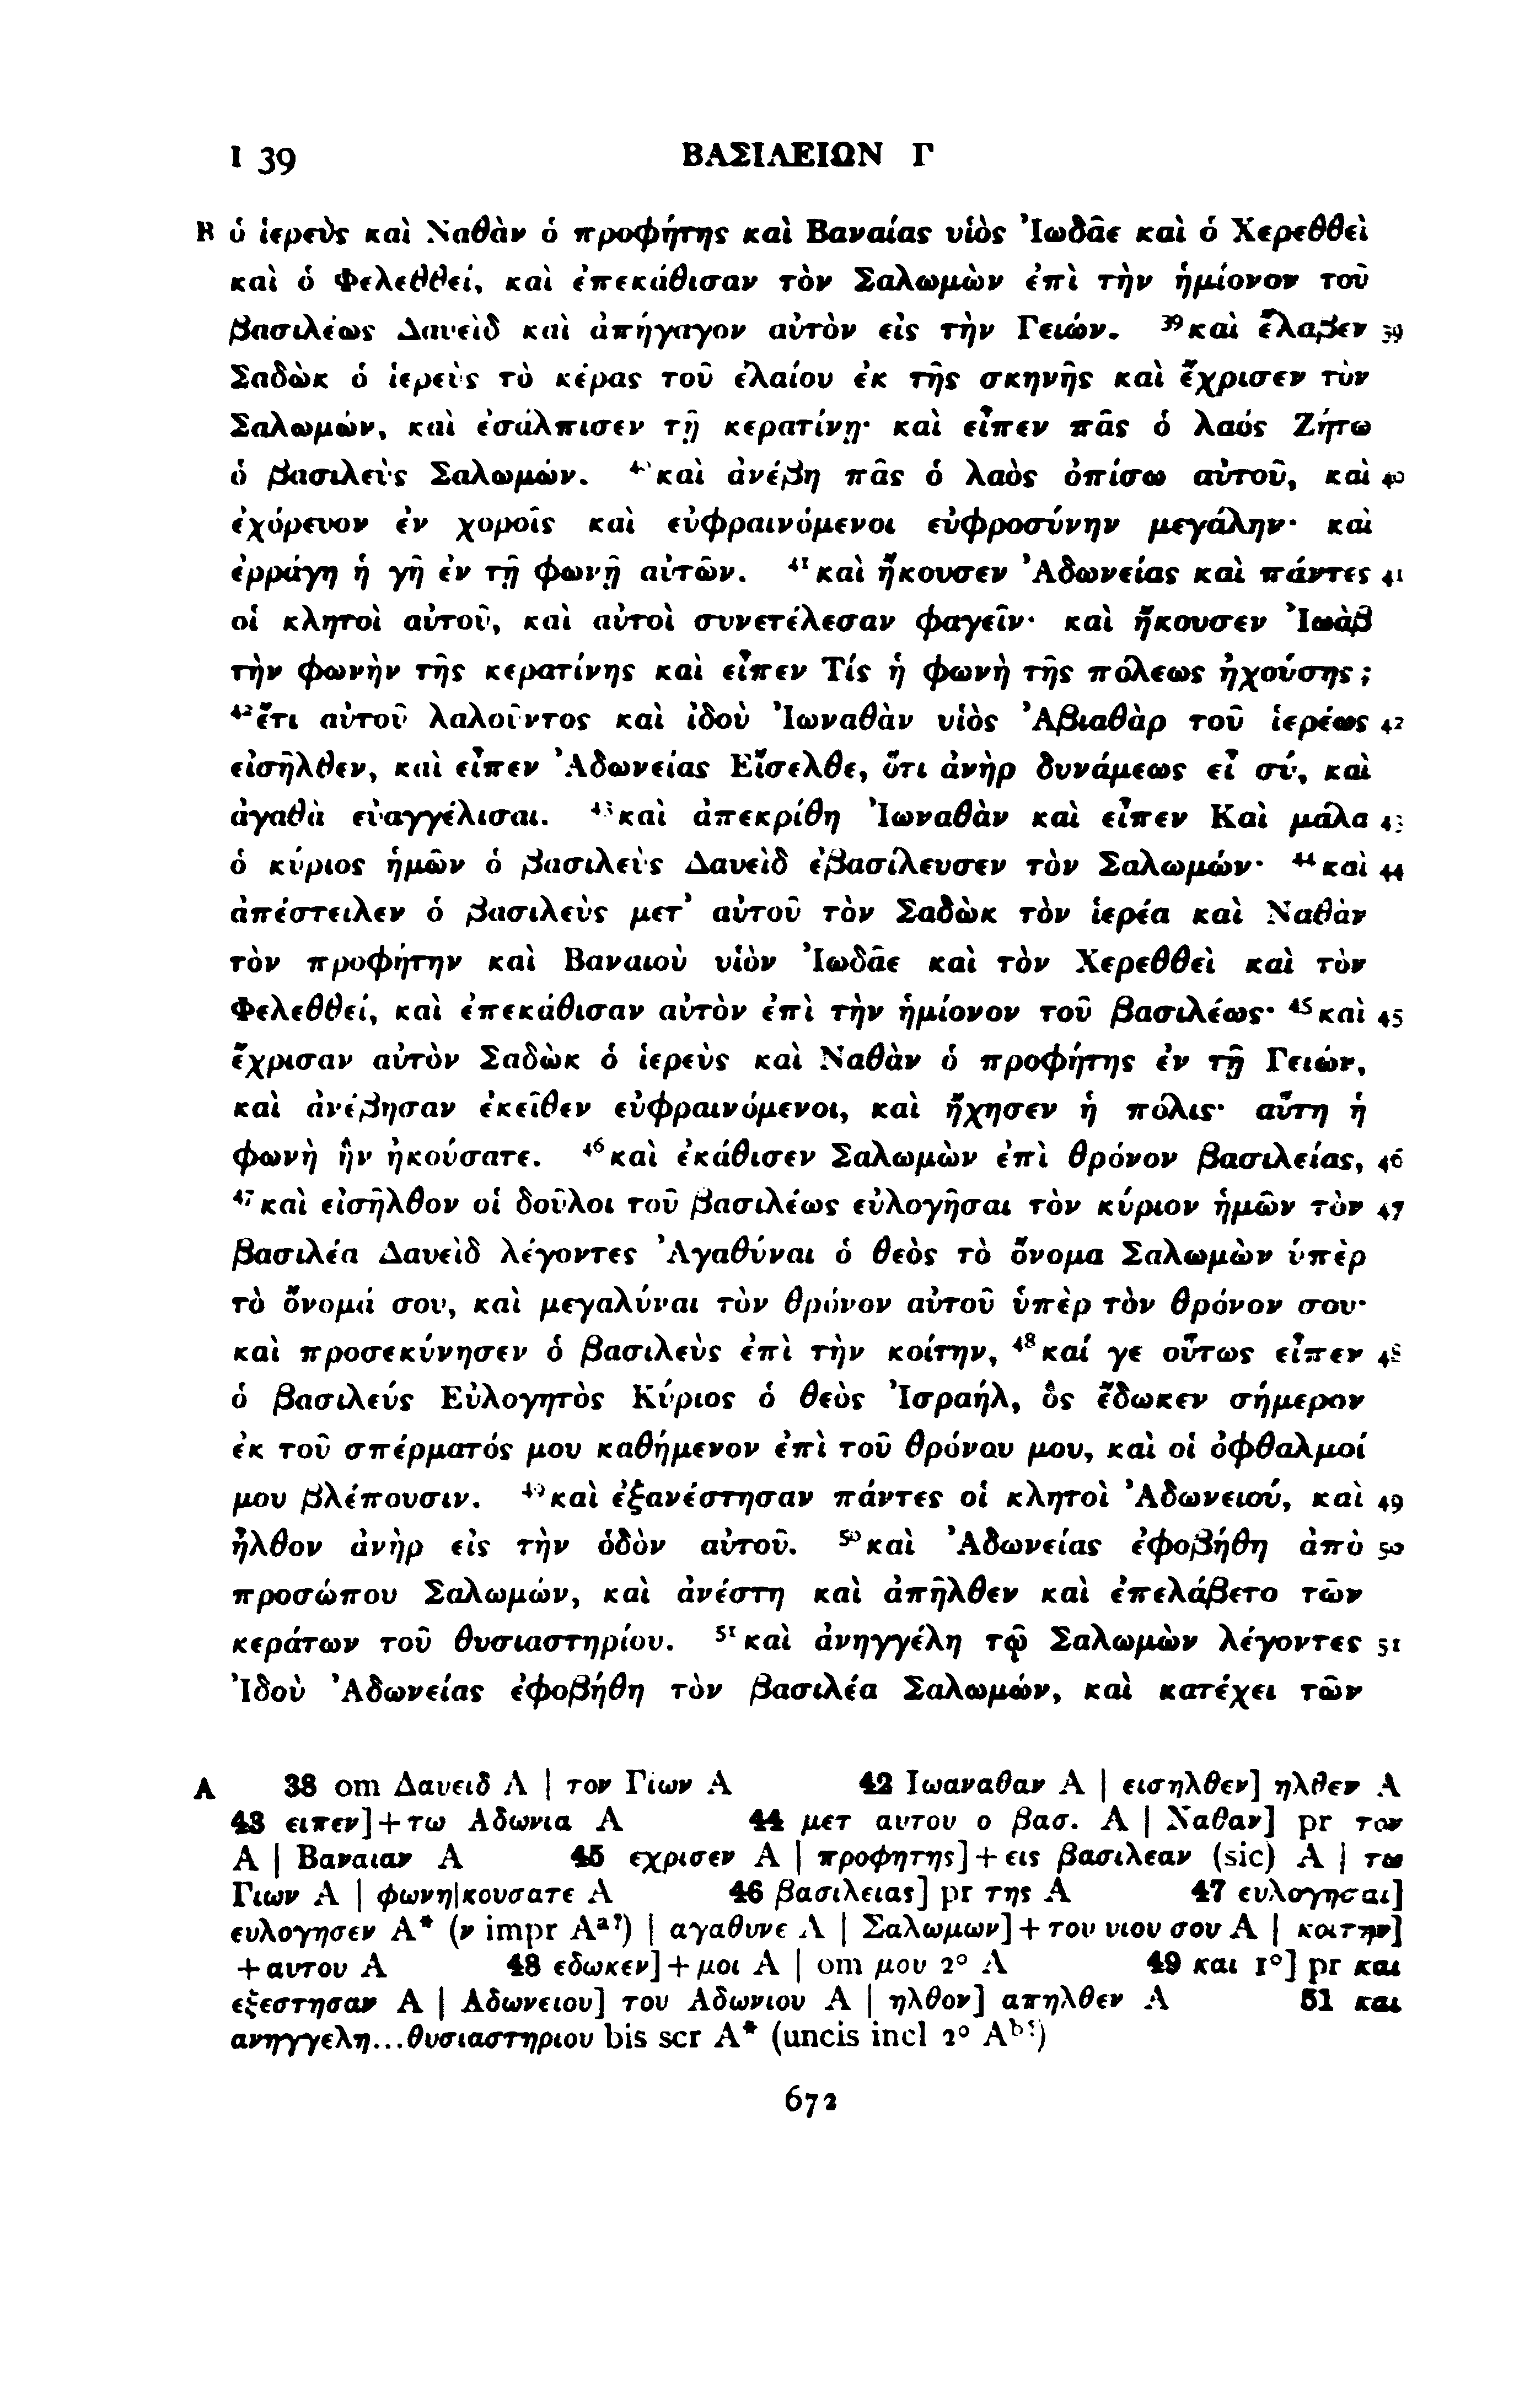 I 39 ΒΑΣΙΛΕΙΩΝ Γ
B ὁ ἱερεὺς καὶ Ναθὰν ὁ προφήτης καὶ Βαναίας υἱὸς Ἰωδᾶε καὶ ὁ Χερεθθεὶ
καὶ ὁ Φελεθθεί, καὶ ἐπεκάθισαν τὸν Σαλωμὼν ἐπὶ τὴν ἡμίονον τοῦ
βασιλέως Δαυεὶδ καὶ ἀπήγαγον αὐτὸν εἰς τὴν Γειών. ³⁹καὶ ἔλαβεν 39
Σαδὼκ ὁ ἱερεὺς τὸ κέρας τοῦ ἐλαίου ἐκ τῆς σκηνῆς καὶ ἔχρισεν τὸν
Σαλωμών, καὶ ἐσάλπισεν τῇ κερατίνῃ· καὶ εἶπεν πᾶς ὁ λαός Ζήτω
ὁ βασιλεὺς Σαλωμών. ⁴⁰καὶ ἀνέβη πᾶς ὁ λαὸς ὀπίσω αὐτοῦ, καὶ 40
ἐχόρευον ἐν χοροῖς καὶ εὐφραινόμενοι εὐφροσύνην μεγάλην· καὶ
ἐρράγη ἡ γῆ ἐν τῇ φωνῇ αὐτῶν. ⁴¹καὶ ἤκουσεν Ἀδωνείας καὶ πάντες 41
οἱ κλητοὶ αὐτοῦ, καὶ αὐτοὶ συνετέλεσαν φαγεῖν· καὶ ἤκουσεν Ἰωὰβ
τὴν φωνὴν τῆς κερατίνης καὶ εἶπεν Τίς ἡ φωνὴ τῆς πόλεως ἠχούσης;
⁴²ἔτι αὐτοῦ λαλοῦντος καὶ ἰδοὺ Ἰωναθὰν υἱὸς Ἀβιαθὰρ τοῦ ἱερέως 42
εἰσῆλθεν, καὶ εἶπεν Ἀδωνείας Εἴσελθε, ὅτι ἀνὴρ δυνάμεως εἶ σύ, καὶ
ἀγαθὰ εὐαγγέλισαι. ⁴³καὶ ἀπεκρίθη Ἰωναθὰν καὶ εἶπεν Καὶ μάλα 43
ὁ κύριος ἡμῶν ὁ βασιλεὺς Δαυεὶδ ἐβασίλευσεν τὸν Σαλωμών· ⁴⁴καὶ 44
ἀπέστειλεν ὁ βασιλεὺς μετ’ αὐτοῦ τὸν Σαδὼκ τὸν ἱερέα καὶ Ναθὰν
τὸν προφήτην καὶ Βαναιοὺ υἱὸν Ἰωδᾶε καὶ τὸν Χερεθθεὶ καὶ τὸν
Φελεθθεί, καὶ ἐπεκάθισαν αὐτὸν ἐπὶ τὴν ἡμίονον τοῦ βασιλέως· ⁴⁵καὶ 45
ἔχρισαν αὐτὸν Σαδὼκ ὁ ἱερεὺς καὶ Ναθὰν ὁ προφήτης ἐν τῇ Γειών,
καὶ ἀνέβησαν ἐκεῖθεν εὐφραινόμενοι, καὶ ἤχησεν ἡ πόλις· αὕτη ἡ
φωνὴ ἣν ἠκούσατε. ⁴⁶καὶ ἐκάθισεν Σαλωμὼν ἐπὶ θρόνον βασιλείας, 46
⁴⁷καὶ εἰσῆλθον οἱ δοῦλοι τοῦ βασιλέως εὐλογῆσαι τὸν κύριον ἡμῶν τὸν 47
βασιλέα Δαυεὶδ λέγοντες Ἀγαθύναι ὁ θεὸς τὸ ὄνομα Σαλωμὼν ὑπὲρ
τὸ ὄνομά σου, καὶ μεγαλύναι τὸν θρόνον αὐτοῦ ὑπὲρ τὸν θρόνον σου·
καὶ προσεκύνησεν ὁ βασιλεὺς ἐπὶ τὴν κοίτην, ⁴⁸καί γε οὕτως εἶπεν 48
ὁ βασιλεύς Εὐλογητὸς Κύριος ὁ θεὸς Ἰσραήλ, ὃς ἔδωκεν σήμερον
ἐκ τοῦ σπέρματός μου καθήμενον ἐπὶ τοῦ θρόνου μου, καὶ οἱ ὀφθαλμοί
μου βλέπουσιν. ⁴⁹καὶ ἐξανέστησαν πάντες οἱ κλητοὶ Ἀδωνειού, καὶ 49
ἦλθον ἀνὴρ εἰς τὴν ὁδὸν αὐτοῦ. ⁵⁰καὶ Ἀδωνείας ἐφοβήθη ἀπὸ 50
προσώπου Σαλωμών, καὶ ἀνέστη καὶ ἀπῆλθεν καὶ ἐπελάβετο τῶν
κεράτων τοῦ θυσιαστηρίου. ⁵¹καὶ ἀνηγγέλη τῷ Σαλωμὼν λέγοντες 51
Ἰδοὺ Ἀδωνείας ἐφοβήθη τὸν βασιλέα Σαλωμών, καὶ κατέχει τῶν
A 38 om Δαυειδ A | τον Γιων A 42 Ιωαναθαν A | εισηλθεν] ηλθεν A
43 ειπεν]+τω Αδωνια A 44 μετ αυτου ο βασ. A | Ναθαν] pr τον
A | Βαναιαν A 45 εχρισεν A | προφητης]+εις βασιλεαν (sic) A | τω
Γιων A | φωνη|κουσατε A 46 βασιλειας] pr της A 47 ευλογησαι]
ευλογησεν A* (ν impr Aᵃ?) | αγαθυνε A | Σαλωμων]+του υιου σου A | κοιτην]
+αυτου A 48 εδωκεν]+μοι A | om μου 2° A 49 και 1°] pr και
εξεστησαν A | Αδωνειου] του Αδωνιου A | ηλθον] απηλθεν A 51 και
ανηγγελη...θυσιαστηριου bis scr A* (uncis incl 2° Aᵇ?)
672